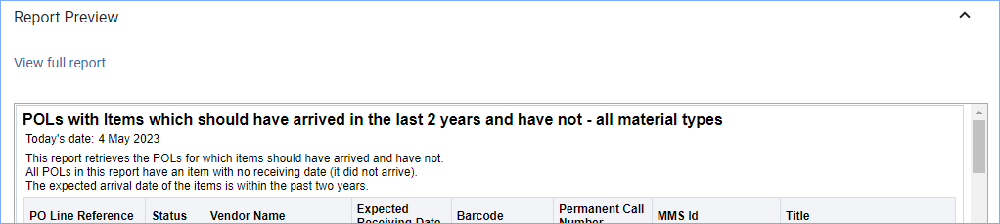 Report Preview
View full report
POLs with Items which should have arrived in the last 2 years and have not - all material types
Today's date: 4 May 2023
This report retrieves the POLs for which items should have arrived and have not.
All POLs in this report have an item with no receiving date (it did not arrive).
The expected arrival date of the items is within the past two years.
PO Line Reference Status Vendor Name Expected Receiving Date Barcode Permanent Call Number MMS Id Title